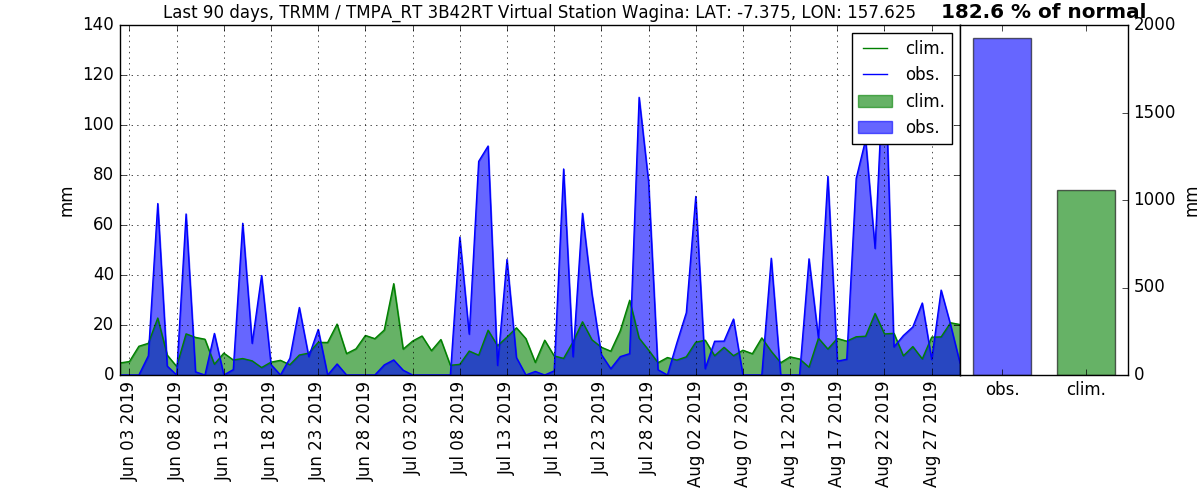 Last 90 days, TRMM / TMPA_RT 3B42RT Virtual Station Wagina: LAT: -7.375, LON: 157.625
182.6 % of normal
140
120
100
80
60
40
20
0
mm
clim.
obs.
clim.
obs.
2000
1500
1000
500
0
mm
Jun 03 2019
Jun 08 2019
Jun 13 2019
Jun 18 2019
Jun 23 2019
Jun 28 2019
Jul 03 2019
Jul 08 2019
Jul 13 2019
Jul 18 2019
Jul 23 2019
Jul 28 2019
Aug 02 2019
Aug 07 2019
Aug 12 2019
Aug 17 2019
Aug 22 2019
Aug 27 2019
obs.
clim.